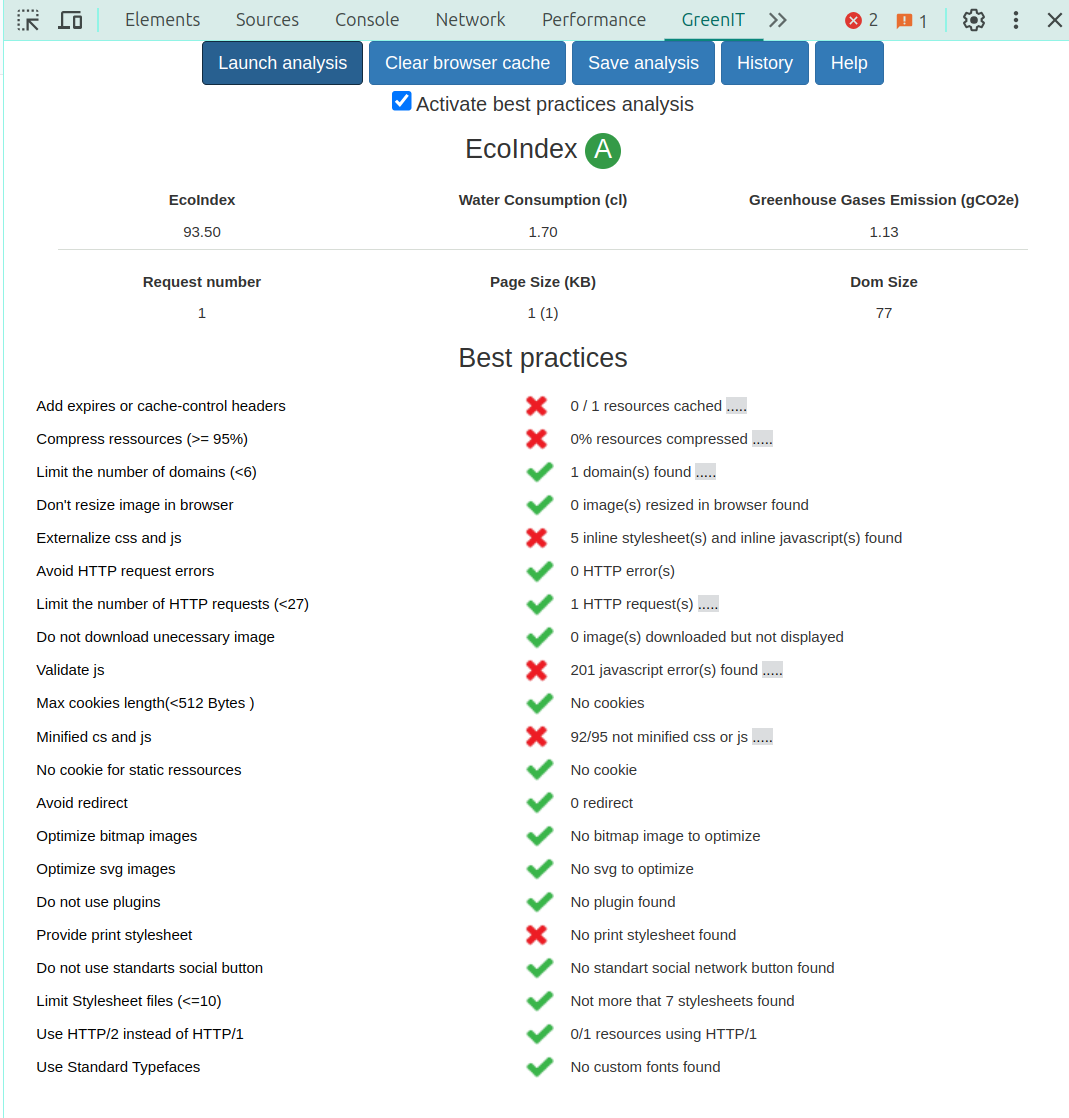 Elements Sources Console Network Performance GreenIT 2 1
Launch analysis Clear browser cache Save analysis History Help
Activate best practices analysis
EcoIndex A
EcoIndex Water Consumption (cl) Greenhouse Gases Emission (gCO2e)
93.50 1.70 1.13
Request number Page Size (KB) Dom Size
1 1 (1) 77
Best practices
Add expires or cache-control headers 0 / 1 resources cached .....
Compress ressources (>= 95%) 0% resources compressed .....
Limit the number of domains (<6) 1 domain(s) found .....
Don't resize image in browser 0 image(s) resized in browser found
Externalize css and js 5 inline stylesheet(s) and inline javascript(s) found
Avoid HTTP request errors 0 HTTP error(s)
Limit the number of HTTP requests (<27) 1 HTTP request(s) .....
Do not download unecessary image 0 image(s) downloaded but not displayed
Validate js 201 javascript error(s) found .....
Max cookies length(<512 Bytes ) No cookies
Minified cs and js 92/95 not minified css or js .....
No cookie for static ressources No cookie
Avoid redirect 0 redirect
Optimize bitmap images No bitmap image to optimize
Optimize svg images No svg to optimize
Do not use plugins No plugin found
Provide print stylesheet No print stylesheet found
Do not use standarts social button No standart social network button found
Limit Stylesheet files (<=10) Not more that 7 stylesheets found
Use HTTP/2 instead of HTTP/1 0/1 resources using HTTP/1
Use Standard Typefaces No custom fonts found